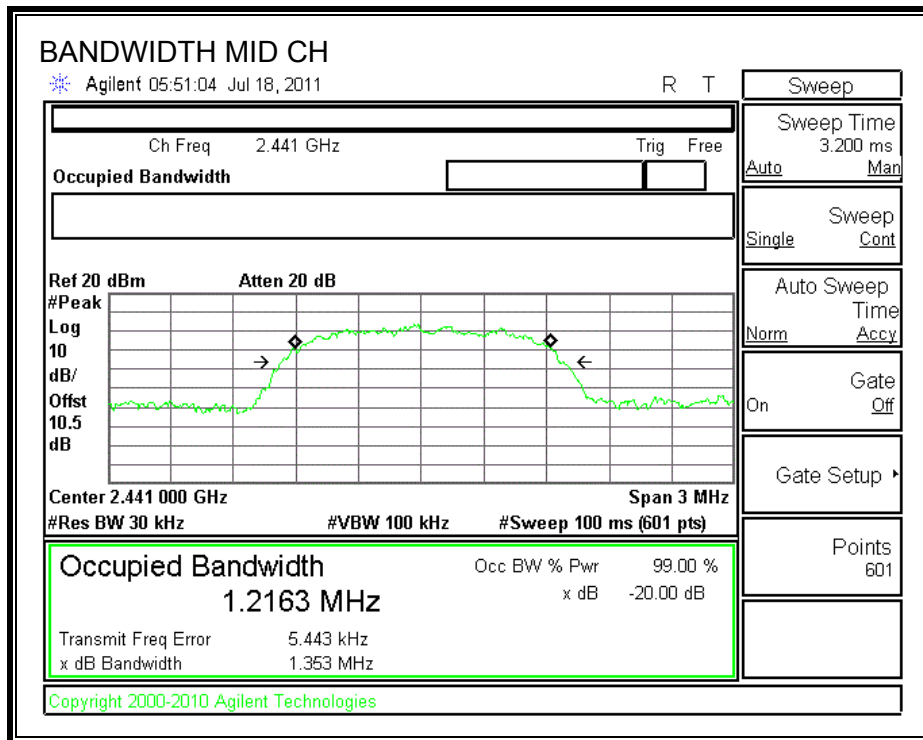 BANDWIDTH MID CH
Agilent 05:51:04 Jul 18, 2011 R T
Ch Freq 2.441 GHz Trig Free
Occupied Bandwidth
Ref 20 dBm Atten 20 dB
#Peak
Log
10
dB/
Offst
10.5
dB
Center 2.441 000 GHz Span 3 MHz
#Res BW 30 kHz #VBW 100 kHz #Sweep 100 ms (601 pts)
Occupied Bandwidth Occ BW % Pwr 99.00 %
1.2163 MHz x dB -20.00 dB
Transmit Freq Error 5.443 kHz
x dB Bandwidth 1.353 MHz
Copyright 2000-2010 Agilent Technologies
Sweep
Sweep Time
3.200 ms
Auto Man
Sweep
Single Cont
Auto Sweep
Time
Norm Accy
Gate
On Off
Gate Setup
Points
601